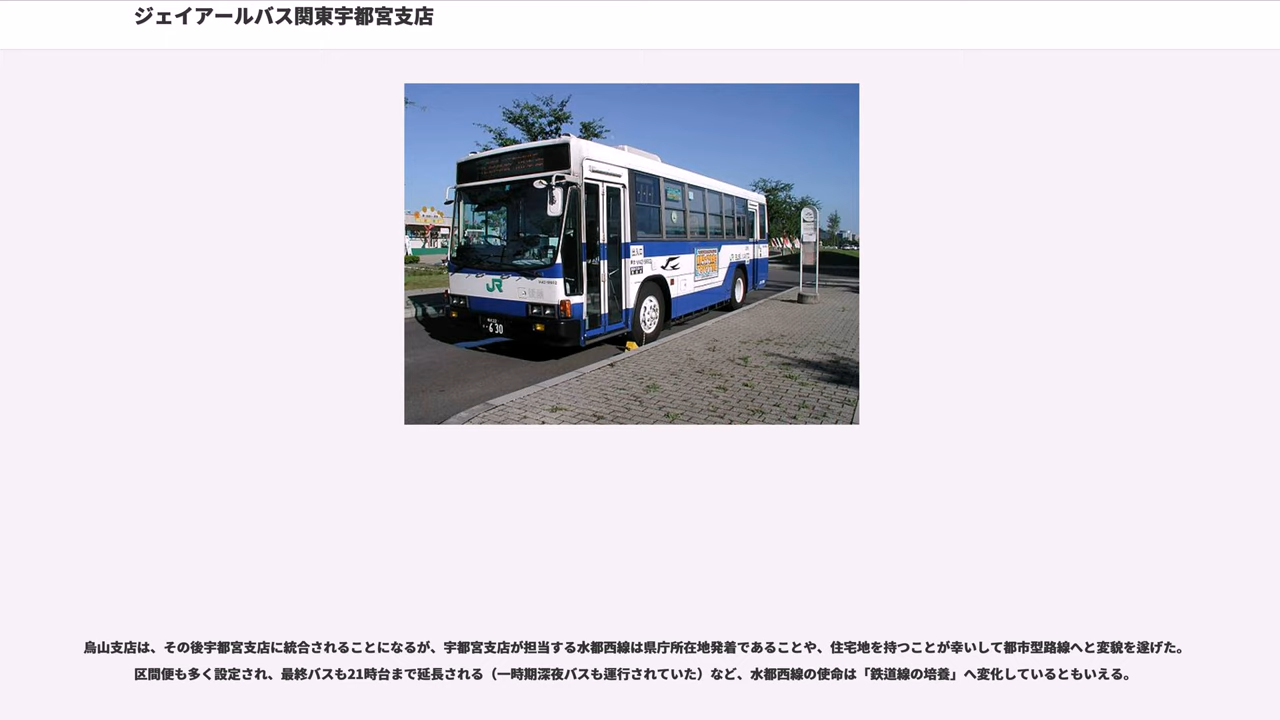 ジェイアールバス関東宇都宮支店
JR
630
出入口
烏山支店は、その後宇都宮支店に統合されることになるが、宇都宮支店が担当する水都西線は県庁所在地発着であることや、住宅地を持つことが幸いして都市型路線へと変貌を遂げた。
区間便も多く設定され、最終バスも21時台まで延長される（一時期深夜バスも運行されていた）など、水都西線の使命は「鉄道線の培養」へ変化しているともいえる。